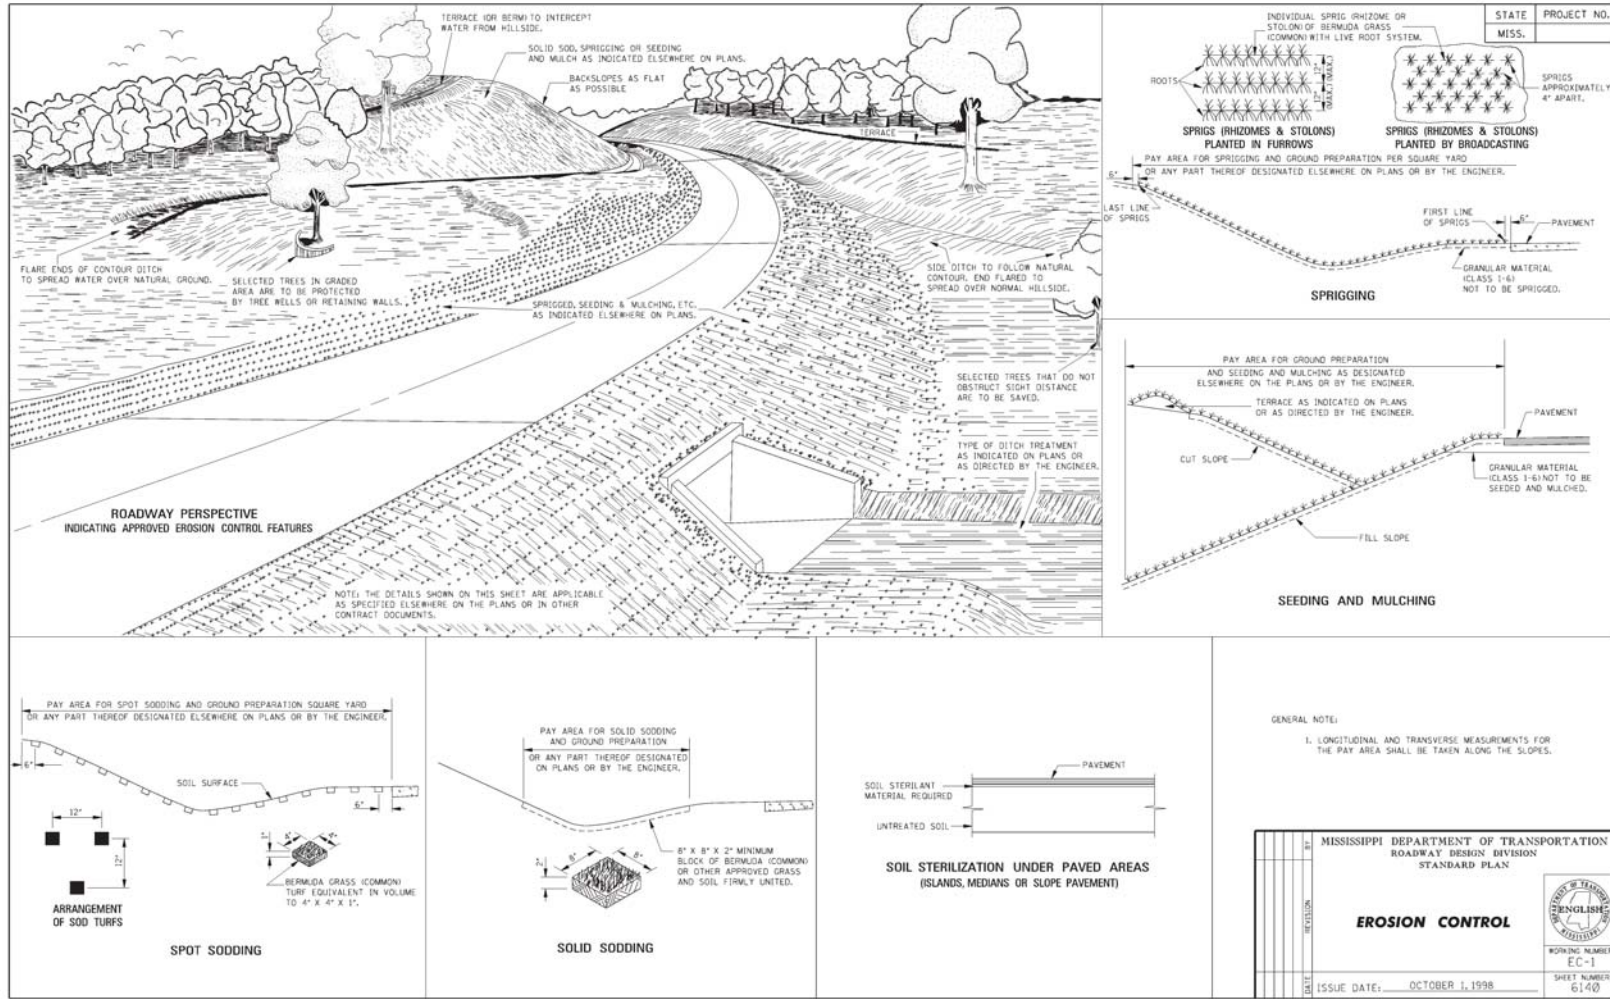 TERRACE (OR BERM) TO INTERCEPT
WATER FROM HILLSIDE.
SOLID SOD, SPRIGGING OR SEEDING
AND MULCH AS INDICATED ELSEWHERE ON PLANS.
BACKSLOPES AS FLAT
AS POSSIBLE
TERRACE
FLARE ENDS OF CONTOUR DITCH
TO SPREAD WATER OVER NATURAL GROUND.
SELECTED TREES IN GRADED
AREA ARE TO BE PROTECTED
BY TREE WELLS OR RETAINING WALLS.
SPRIGGED, SEEDING & MULCHING, ETC.
AS INDICATED ELSEWHERE ON PLANS.
SIDE DITCH TO FOLLOW NATURAL
CONTOUR. END FLARED TO
SPREAD OVER NORMAL HILLSIDE.
SELECTED TREES THAT DO NOT
OBSTRUCT SIGHT DISTANCE
ARE TO BE SAVED.
TYPE OF DITCH TREATMENT
AS INDICATED ON PLANS OR
AS DIRECTED BY THE ENGINEER.
ROADWAY PERSPECTIVE
INDICATING APPROVED EROSION CONTROL FEATURES
NOTE: THE DETAILS SHOWN ON THIS SHEET ARE APPLICABLE
AS SPECIFIED ELSEWHERE ON THE PLANS OR IN OTHER
CONTRACT DOCUMENTS.
STATE PROJECT NO.
MISS.
INDIVIDUAL SPRIG (RHIZOME OR
STOLON) OF BERMUDA GRASS
(COMMON) WITH LIVE ROOT SYSTEM.
ROOTS
12" (MAX.)
12" (MAX.)
SPRIGS
APPROXIMATELY
4" APART.
SPRIGS (RHIZOMES & STOLONS)
PLANTED IN FURROWS
SPRIGS (RHIZOMES & STOLONS)
PLANTED BY BROADCASTING
PAY AREA FOR SPRIGGING AND GROUND PREPARATION PER SQUARE YARD
OR ANY PART THEREOF DESIGNATED ELSEWHERE ON PLANS OR BY THE ENGINEER.
6"
LAST LINE
OF SPRIGS
FIRST LINE
OF SPRIGS
6"
PAVEMENT
GRANULAR MATERIAL
(CLASS 1-6)
NOT TO BE SPRIGGED.
SPRIGGING
PAY AREA FOR GROUND PREPARATION
AND SEEDING AND MULCHING AS DESIGNATED
ELSEWHERE ON THE PLANS OR BY THE ENGINEER.
TERRACE AS INDICATED ON PLANS
OR AS DIRECTED BY THE ENGINEER.
PAVEMENT
CUT SLOPE
GRANULAR MATERIAL
(CLASS 1-6) NOT TO BE
SEEDED AND MULCHED.
FILL SLOPE
SEEDING AND MULCHING
PAY AREA FOR SPOT SODDING AND GROUND PREPARATION SQUARE YARD
OR ANY PART THEREOF DESIGNATED ELSEWHERE ON PLANS OR BY THE ENGINEER.
6"
SOIL SURFACE
6"
12"
12"
1"
4"
4"
BERMUDA GRASS (COMMON)
TURF EQUIVALENT IN VOLUME
TO 4" X 4" X 1".
ARRANGEMENT
OF SOD TURFS
SPOT SODDING
PAY AREA FOR SOLID SODDING
AND GROUND PREPARATION
OR ANY PART THEREOF DESIGNATED
ON PLANS OR BY THE ENGINEER.
2"
8"
8"
8" X 8" X 2" MINIMUM
BLOCK OF BERMUDA (COMMON)
OR OTHER APPROVED GRASS
AND SOIL FIRMLY UNITED.
SOLID SODDING
PAVEMENT
SOIL STERILANT
MATERIAL REQUIRED
UNTREATED SOIL
SOIL STERILIZATION UNDER PAVED AREAS
(ISLANDS, MEDIANS OR SLOPE PAVEMENT)
GENERAL NOTE:
1. LONGITUDINAL AND TRANSVERSE MEASUREMENTS FOR
THE PAY AREA SHALL BE TAKEN ALONG THE SLOPES.
BY
REVISION
DATE
MISSISSIPPI DEPARTMENT OF TRANSPORTATION
ROADWAY DESIGN DIVISION
STANDARD PLAN
EROSION CONTROL
DEPARTMENT OF TRANSPORTATION
ENGLISH
MISSISSIPPI
WORKING NUMBER
EC-1
ISSUE DATE: OCTOBER 1, 1998
SHEET NUMBER
6140